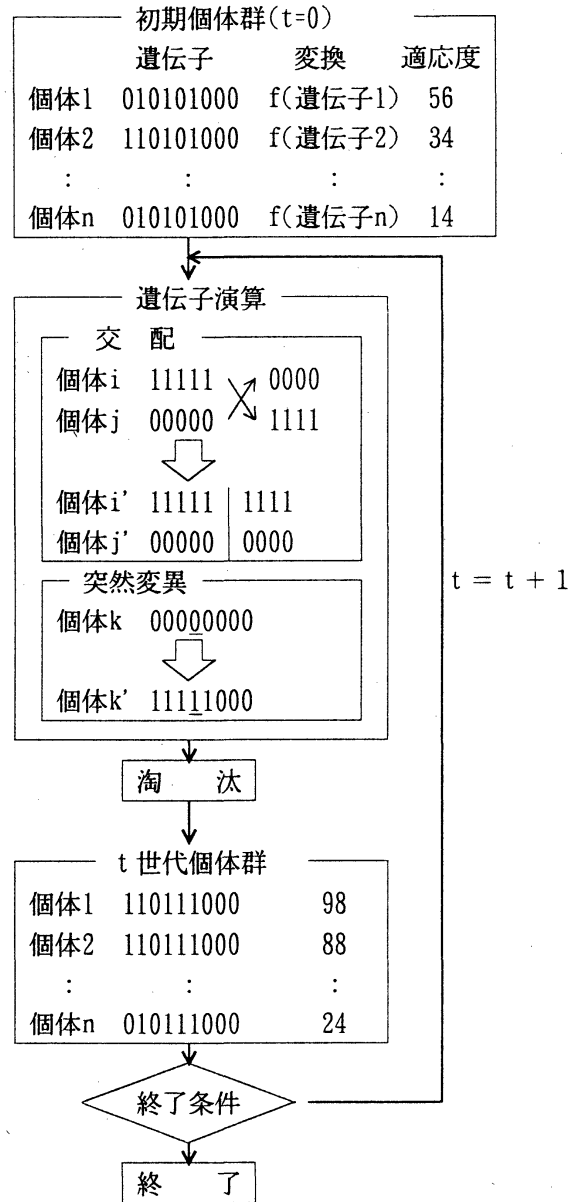 初期個体群(t=0)
遺伝子 変換 適応度
個体1 010101000 f(遺伝子1) 56
個体2 110101000 f(遺伝子2) 34
: : : :
個体n 010101000 f(遺伝子n) 14
遺伝子演算
交 配
個体i 11111 0000
個体j 00000 1111
個体i' 11111 1111
個体j' 00000 0000
突然変異
個体k 00000000
個体k' 11111000
t = t + 1
淘 汰
t世代個体群
個体1 110111000 98
個体2 110111000 88
: : :
個体n 010111000 24
終了条件
終 了